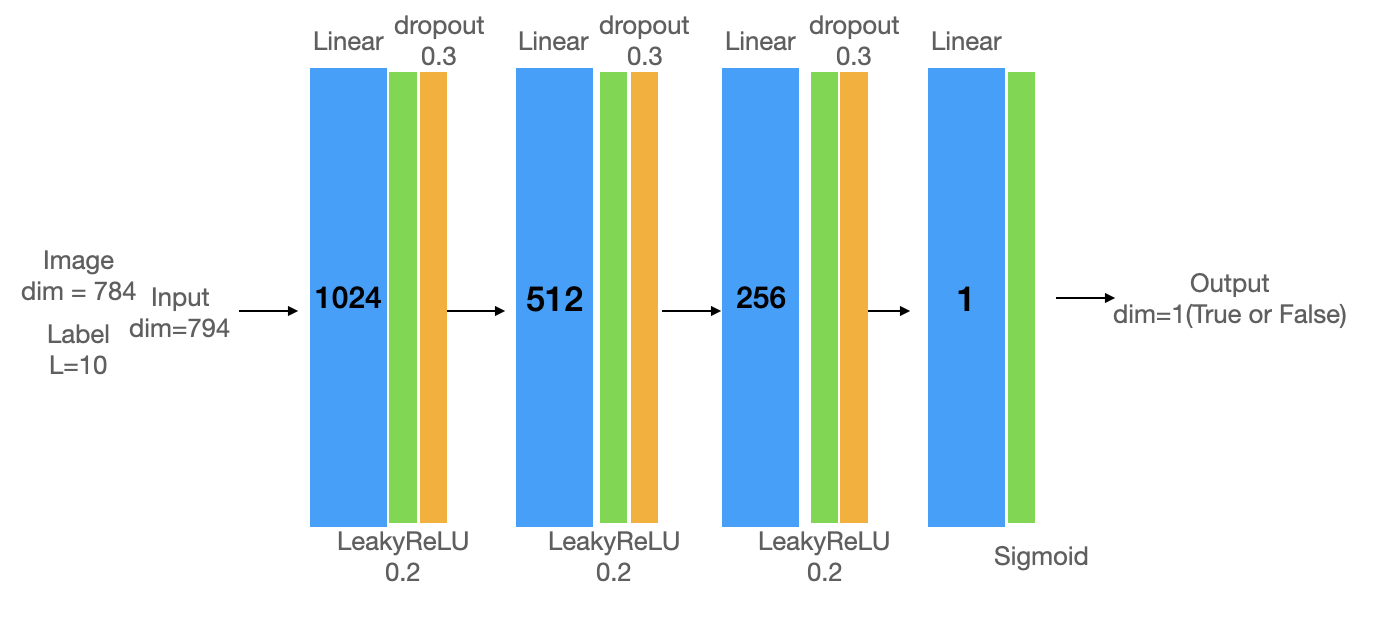 Linear
dropout
0.3
Linear
dropout
0.3
Linear
dropout
0.3
Linear
Image
dim = 784
Label
L=10
Input
dim=794
1024
512
256
1
Output
dim=1(True or False)
LeakyReLU
0.2
LeakyReLU
0.2
LeakyReLU
0.2
Sigmoid